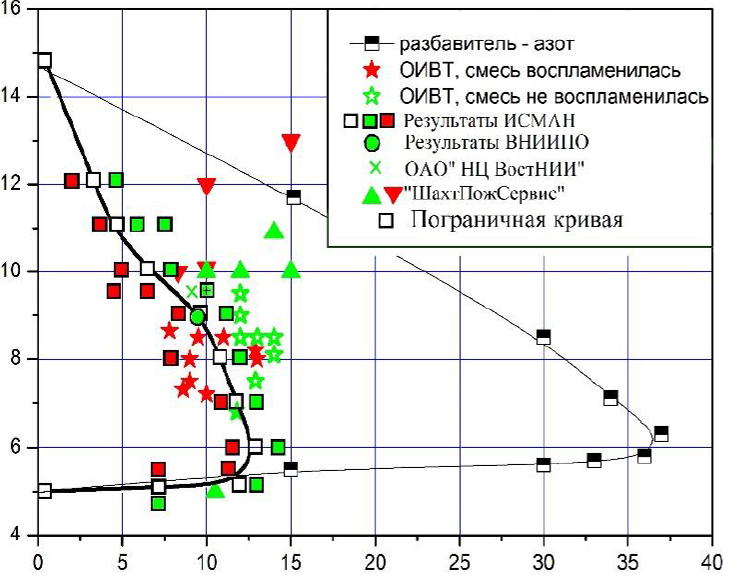 16
14
12
10
8
6
4
0 5 10 15 20 25 30 35 40
разбавитель - азот
ОИВТ, смесь воспламенилась
ОИВТ, смесь не воспламенилась
Результаты ИСМАН
Результаты ВНИИПО
ОАО" НЦ ВостНИИ"
"ШахтПожСервис"
Пограничная кривая